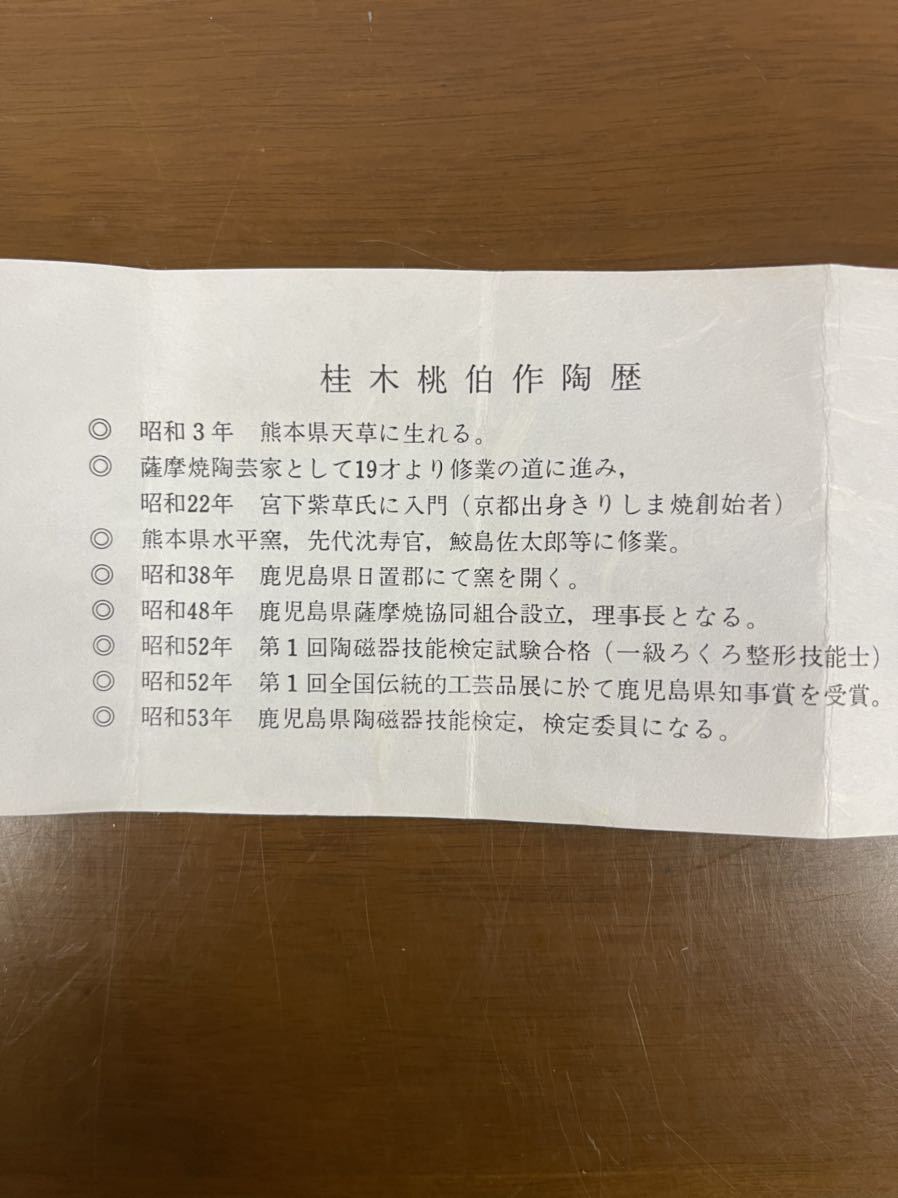 桂木桃伯作陶歴
◎ 昭和3年 熊本県天草に生れる。
◎ 薩摩焼陶芸家として19才より修業の道に進み，
昭和22年 宮下紫草氏に入門（京都出身きりしま焼創始者）
◎ 熊本県水平窯，先代沈寿官，鮫島佐太郎等に修業。
◎ 昭和38年 鹿児島県日置郡にて窯を開く。
◎ 昭和48年 鹿児島県薩摩焼協同組合設立，理事長となる。
◎ 昭和52年 第1回陶磁器技能検定試験合格（一級ろくろ整形技能士）
◎ 昭和52年 第1回全国伝統的工芸品展に於て鹿児島県知事賞を受賞。
◎ 昭和53年 鹿児島県陶磁器技能検定，検定委員になる。